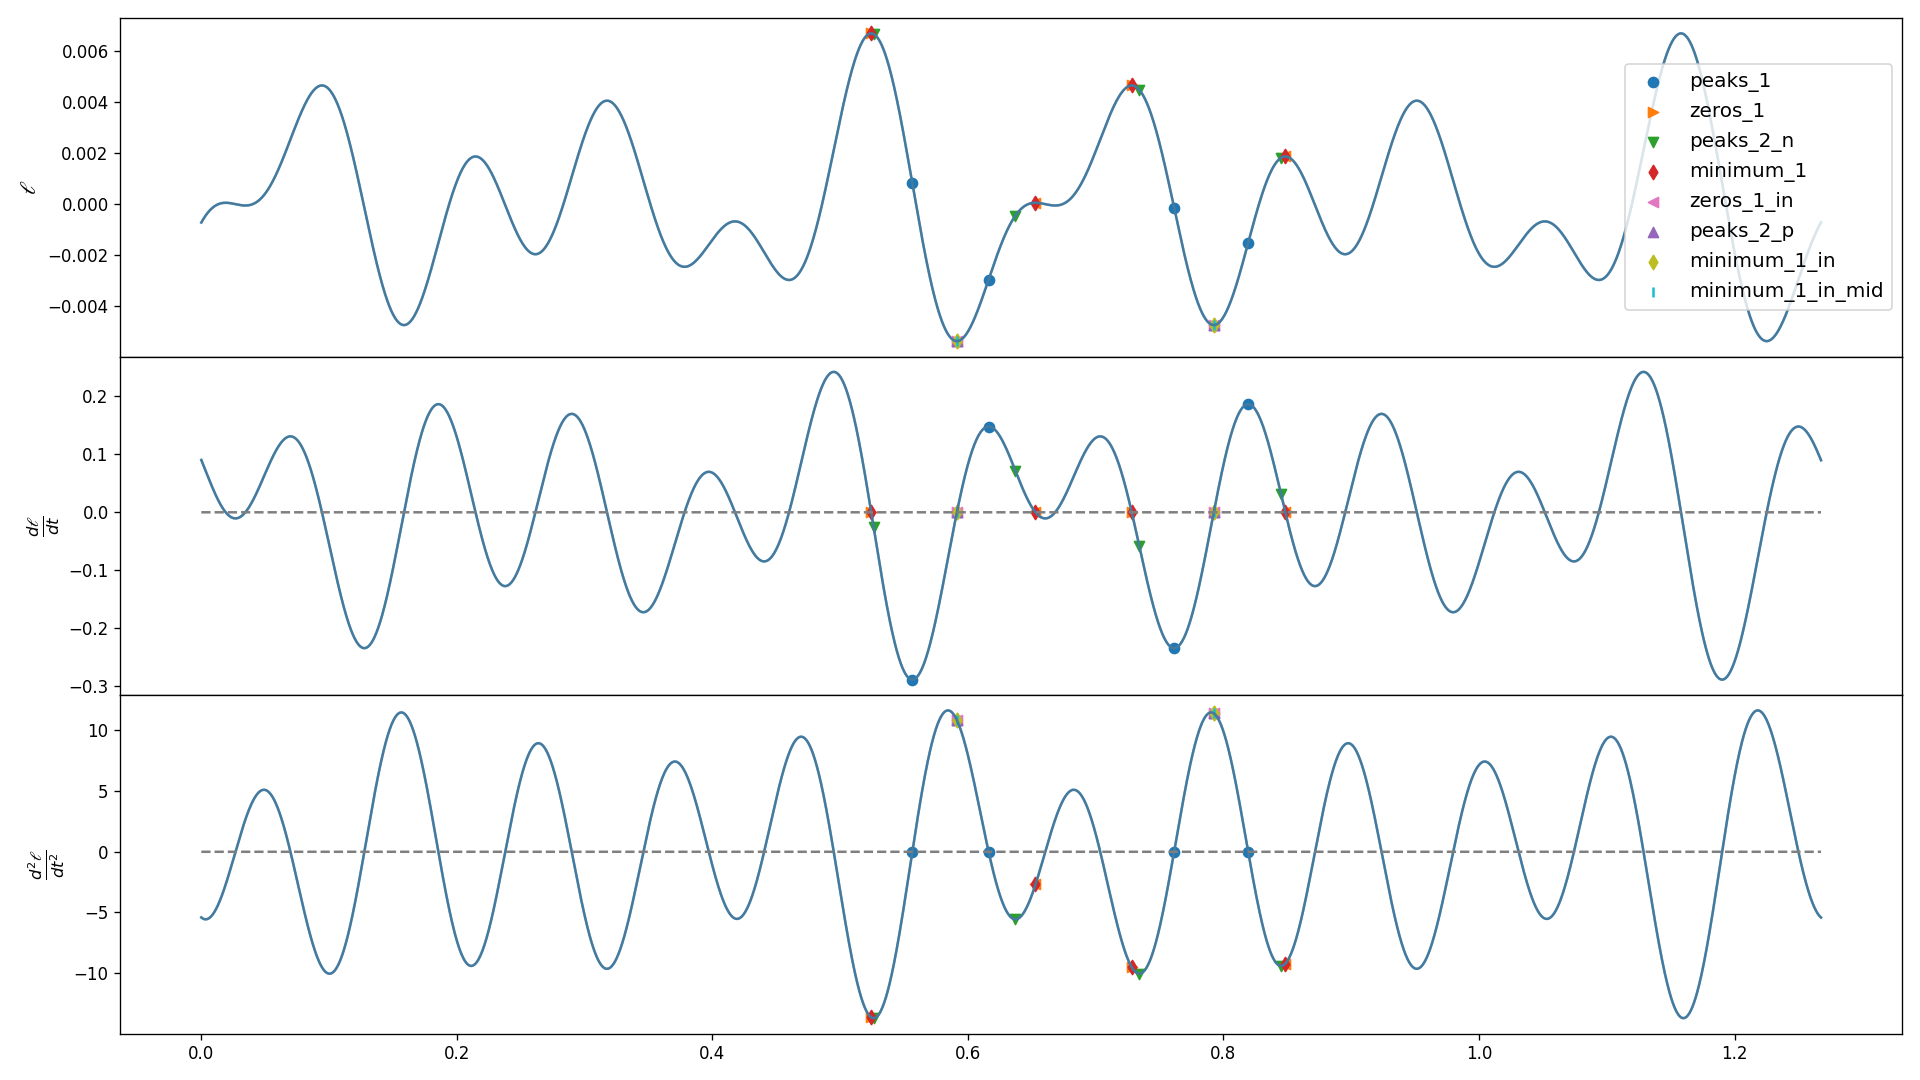 0.006
0.004
0.002
0.000
−0.002
−0.004
ℓ
peaks_1
zeros_1
peaks_2_n
minimum_1
zeros_1_in
peaks_2_p
minimum_1_in
minimum_1_in_mid
0.2
0.1
0.0
−0.1
−0.2
−0.3
dℓ
dt
10
5
0
−5
−10
d²ℓ
dt²
0.0 0.2 0.4 0.6 0.8 1.0 1.2